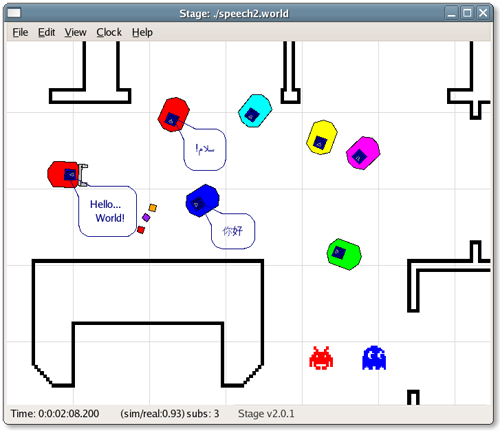 Stage: ./speech2.world
File Edit View Clock Help
سلام!
Hello...
World!
你好
Time: 0:0:02:08.200 (sim/real:0.93) subs: 3 Stage v2.0.1